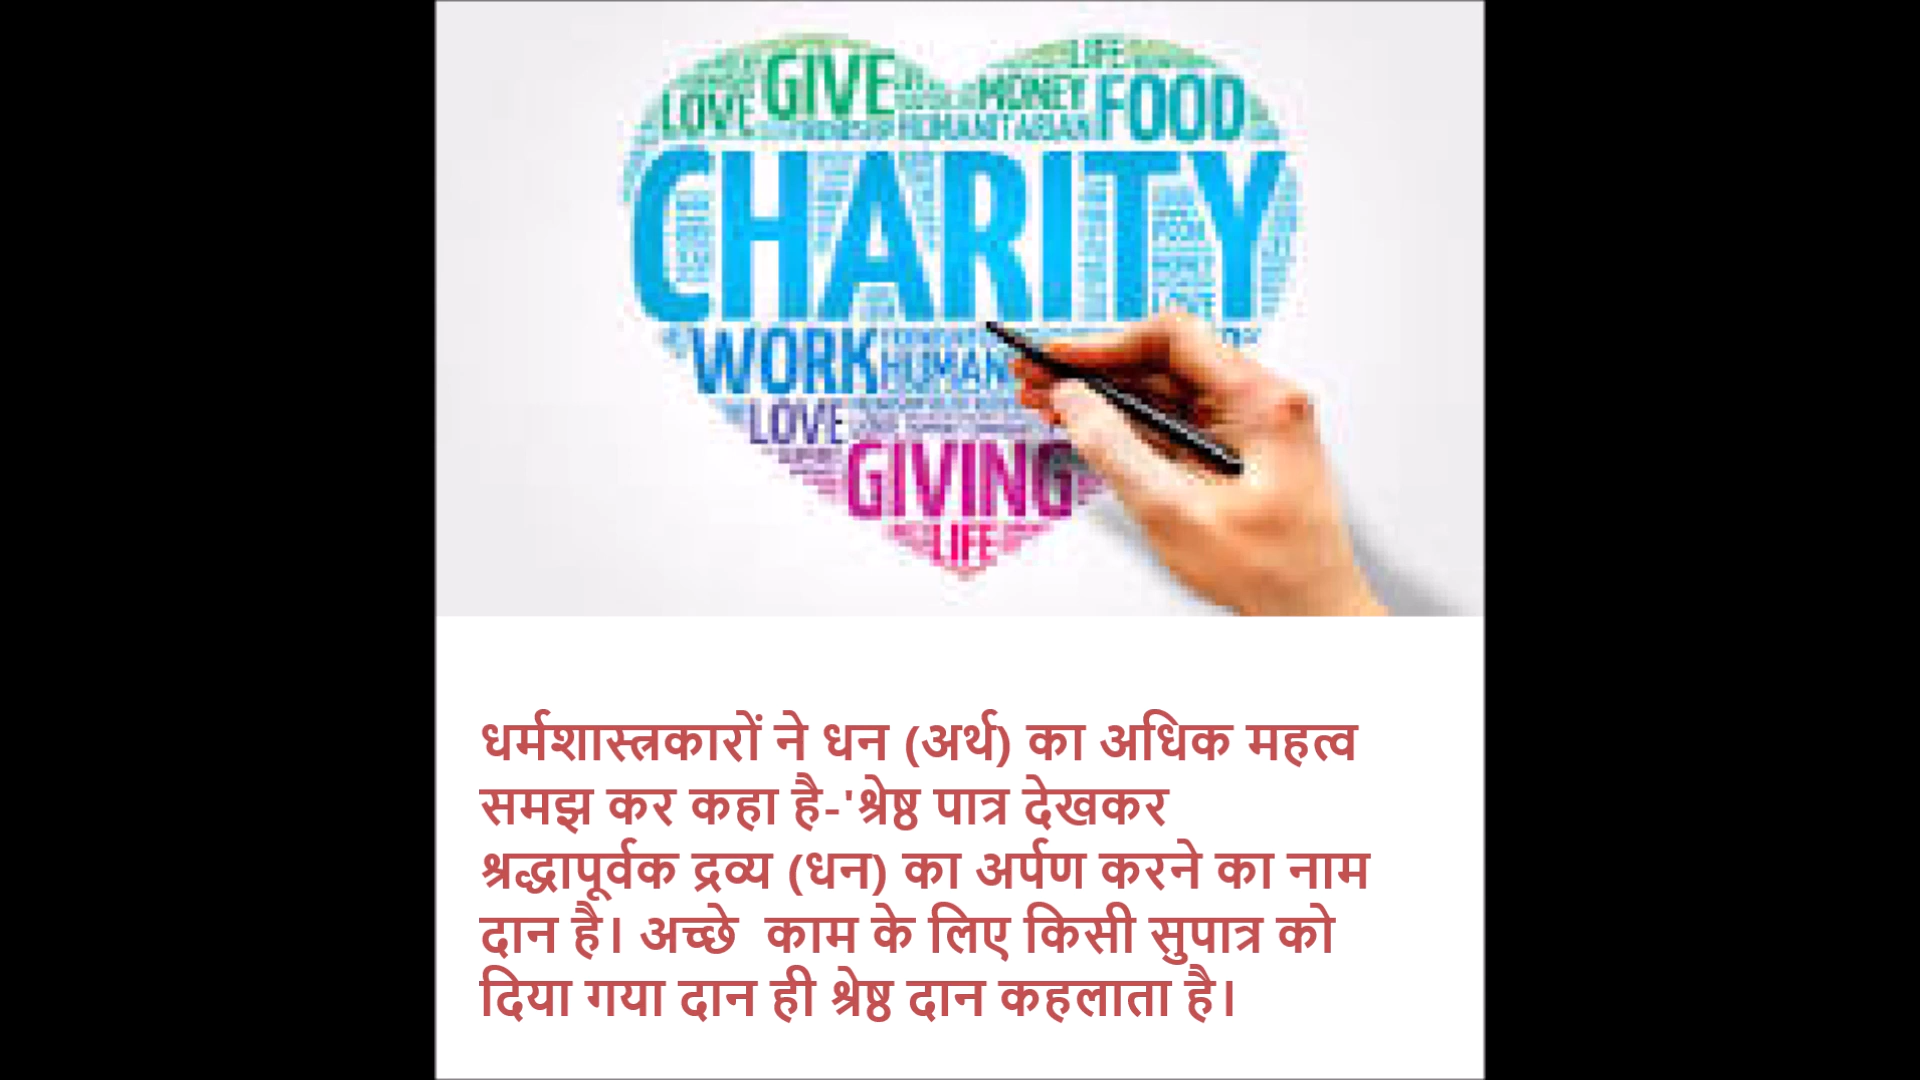 LIFE
GIVE
MONEY
FOOD
LOVE
HUMANITARIAN
CHARITY
WORK
HUMAN
LOVE
GIVING
LIFE
धर्मशास्त्रकारों ने धन (अर्थ) का अधिक महत्व
समझ कर कहा है-'श्रेष्ठ पात्र देखकर
श्रद्धापूर्वक द्रव्य (धन) का अर्पण करने का नाम
दान है। अच्छे  काम के लिए किसी सुपात्र को
दिया गया दान ही श्रेष्ठ दान कहलाता है।